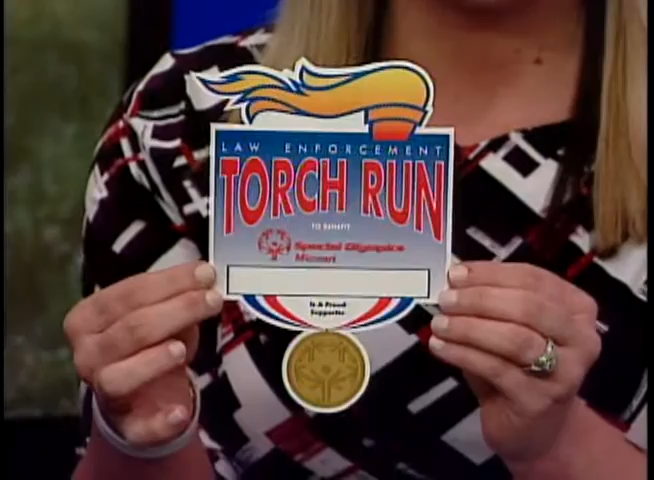 LAW ENFORCEMENT
TORCH RUN
TO BENEFIT
Special Olympics
Missouri
Is A Proud
Supporter